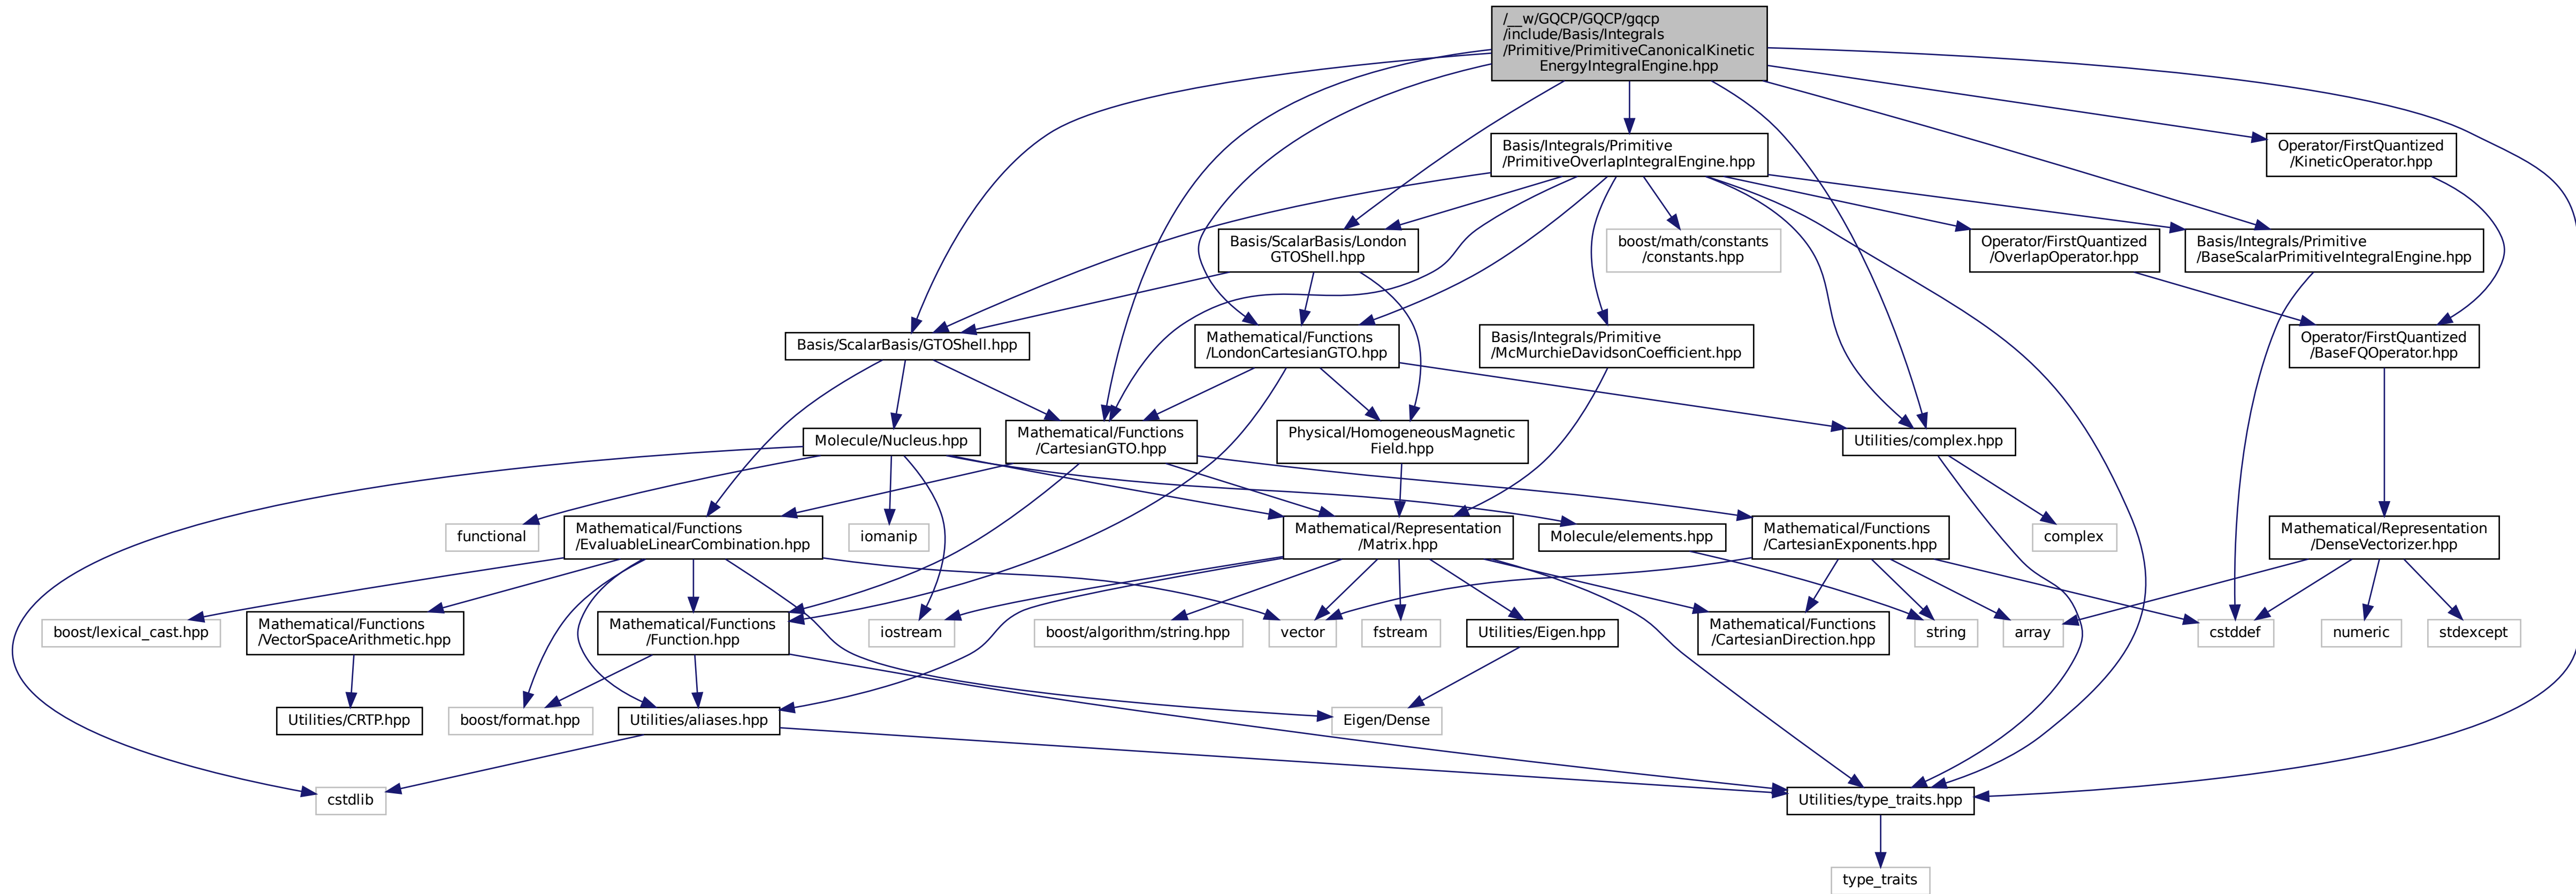 /__w/GQCP/GQCP/gqcp
/include/Basis/Integrals
/Primitive/PrimitiveCanonicalKinetic
EnergyIntegralEngine.hpp
Basis/Integrals/Primitive
/PrimitiveOverlapIntegralEngine.hpp
Operator/FirstQuantized
/KineticOperator.hpp
Basis/ScalarBasis/London
GTOShell.hpp
boost/math/constants
/constants.hpp
Operator/FirstQuantized
/OverlapOperator.hpp
Basis/Integrals/Primitive
/BaseScalarPrimitiveIntegralEngine.hpp
Basis/ScalarBasis/GTOShell.hpp
Mathematical/Functions
/LondonCartesianGTO.hpp
Basis/Integrals/Primitive
/McMurchieDavidsonCoefficient.hpp
Operator/FirstQuantized
/BaseFQOperator.hpp
Molecule/Nucleus.hpp
Mathematical/Functions
/CartesianGTO.hpp
Physical/HomogeneousMagnetic
Field.hpp
Utilities/complex.hpp
functional
Mathematical/Functions
/EvaluableLinearCombination.hpp
iomanip
Mathematical/Representation
/Matrix.hpp
Molecule/elements.hpp
Mathematical/Functions
/CartesianExponents.hpp
complex
Mathematical/Representation
/DenseVectorizer.hpp
boost/lexical_cast.hpp
Mathematical/Functions
/VectorSpaceArithmetic.hpp
Mathematical/Functions
/Function.hpp
iostream
boost/algorithm/string.hpp
vector
fstream
Utilities/Eigen.hpp
Mathematical/Functions
/CartesianDirection.hpp
string
array
cstddef
numeric
stdexcept
Utilities/CRTP.hpp
boost/format.hpp
Utilities/aliases.hpp
Eigen/Dense
cstdlib
Utilities/type_traits.hpp
type_traits